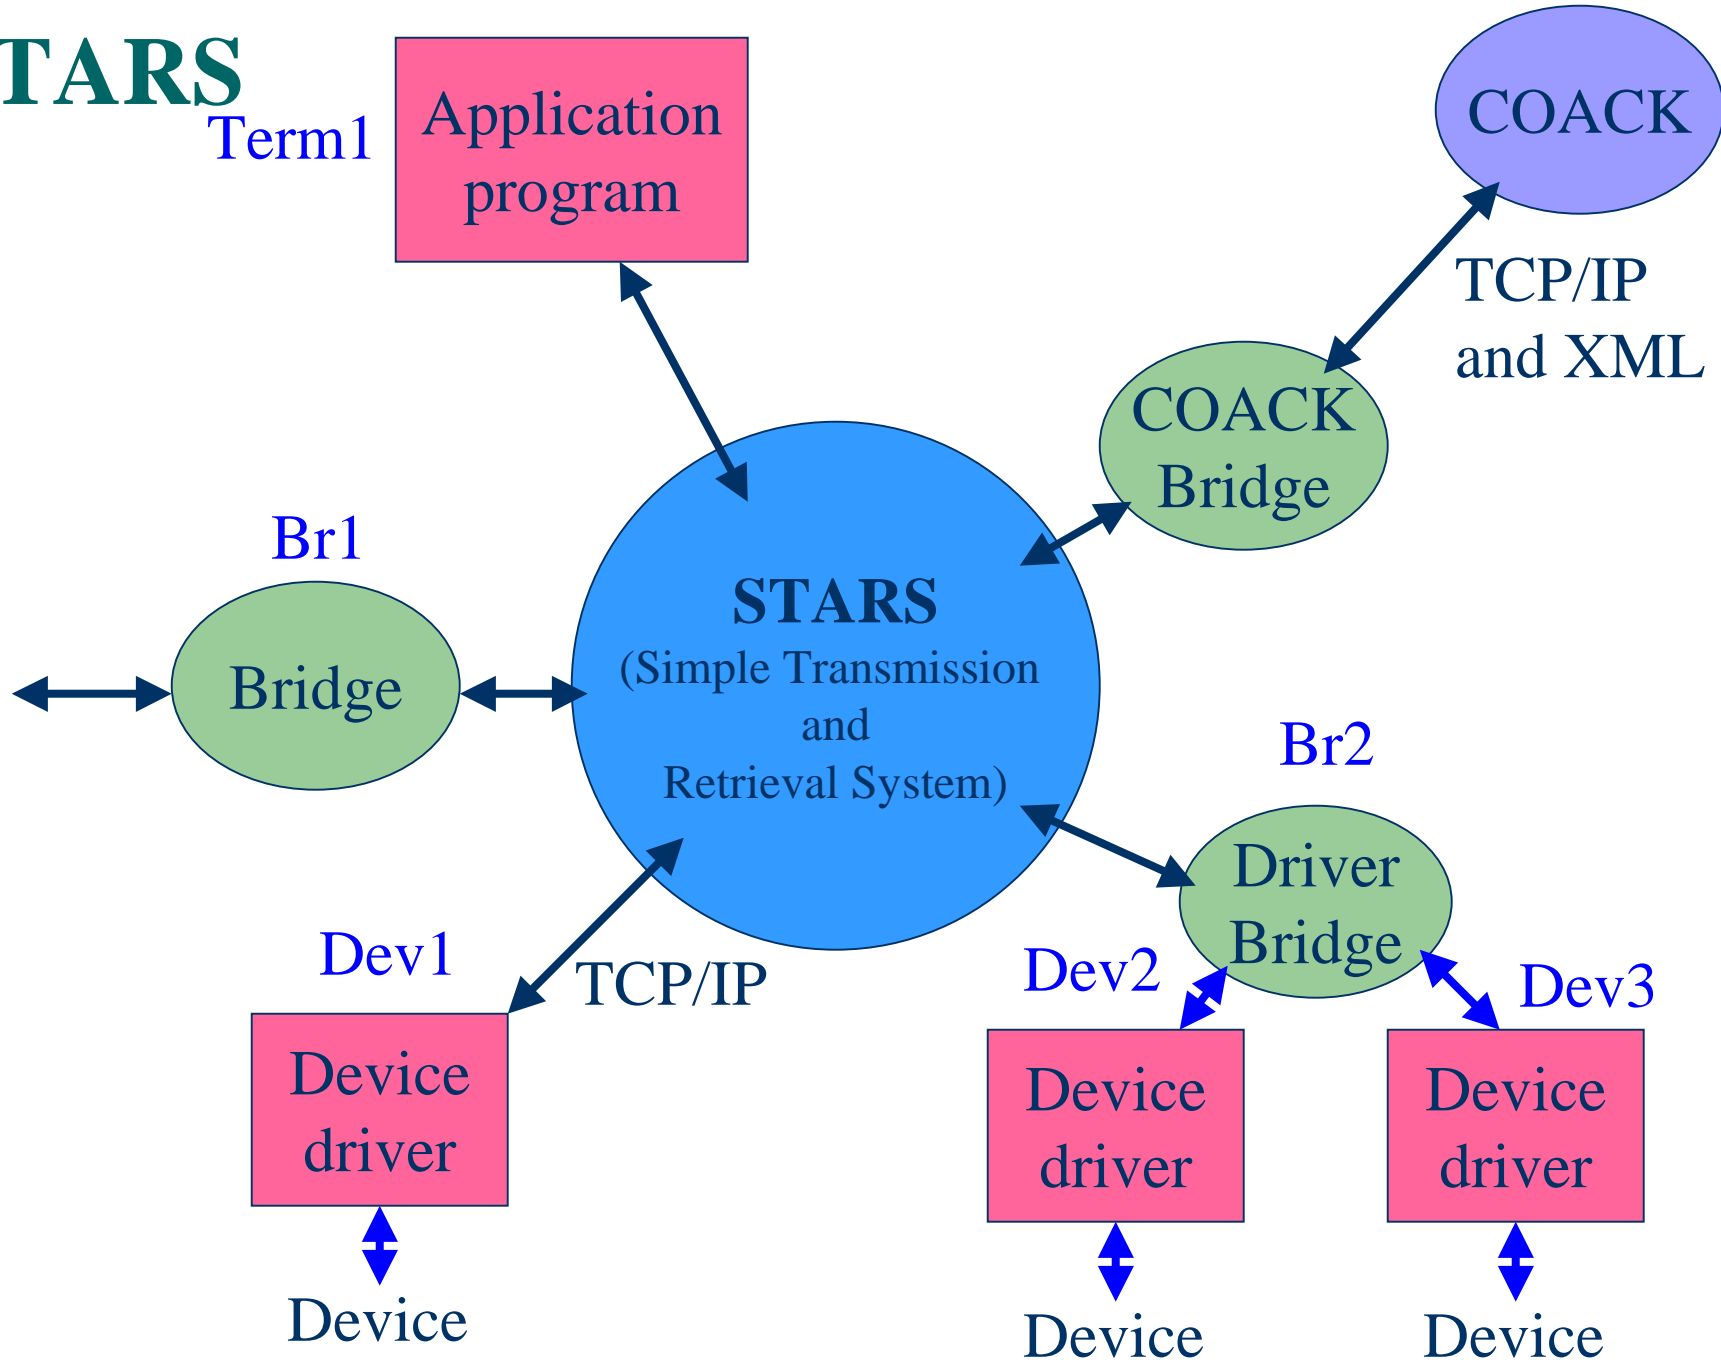 TARS
Term1
Application
program
COACK
TCP/IP
and XML
COACK
Bridge
Br1
Bridge
STARS
(Simple Transmission
and
Retrieval System)
Br2
Driver
Bridge
Dev1
TCP/IP
Dev2
Dev3
Device
driver
Device
driver
Device
driver
Device
Device
Device